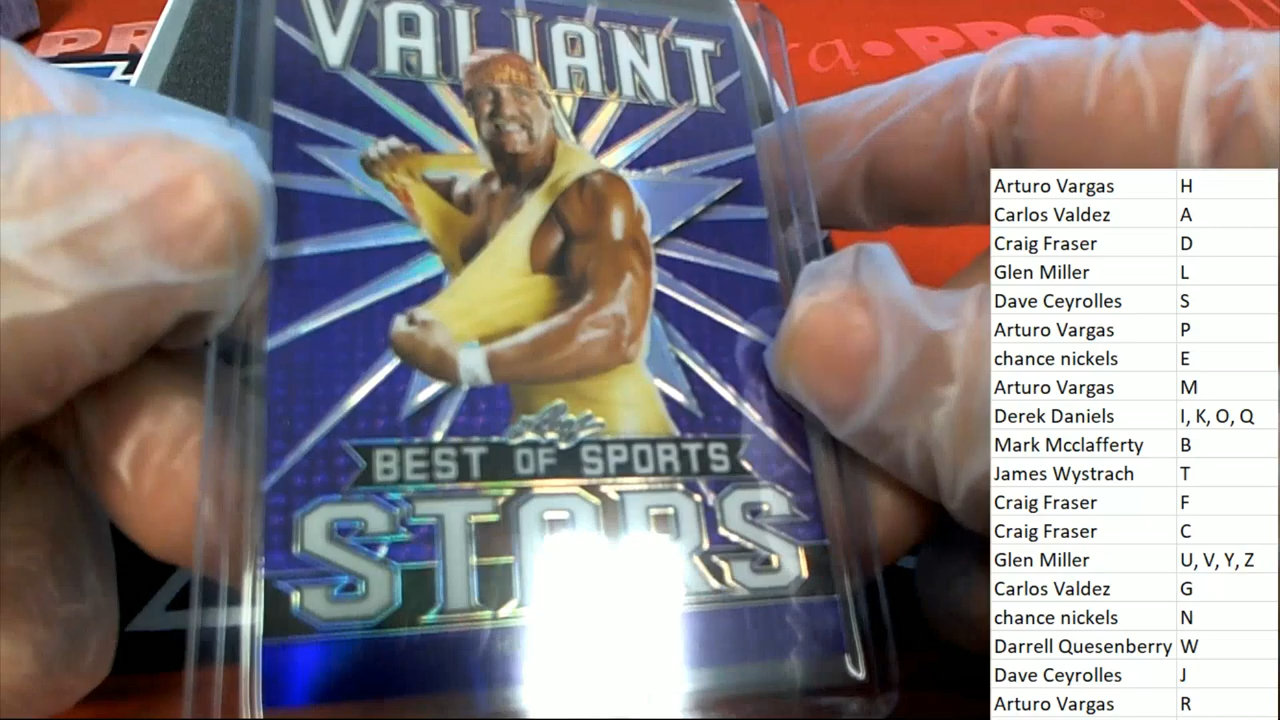 VALIANT
BEST OF SPORTS
STARS
PRO
a·PRO
Arturo Vargas H
Carlos Valdez A
Craig Fraser D
Glen Miller L
Dave Ceyrolles S
Arturo Vargas P
chance nickels E
Arturo Vargas M
Derek Daniels I, K, O, Q
Mark Mcclafferty B
James Wystrach T
Craig Fraser F
Craig Fraser C
Glen Miller U, V, Y, Z
Carlos Valdez G
chance nickels N
Darrell Quesenberry W
Dave Ceyrolles J
Arturo Vargas R